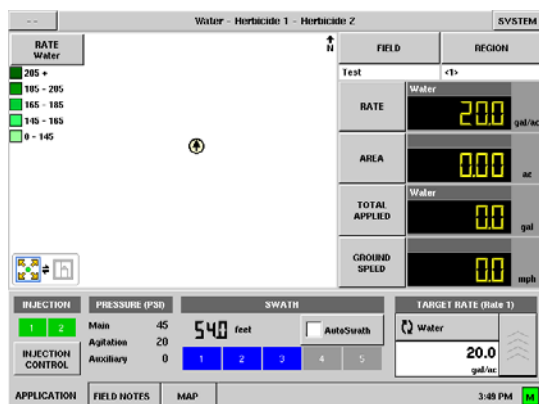 -- Water - Herbicide 1 - Herbicide 2 SYSTEM
RATE
Water
205 +
185 - 205
165 - 185
145 - 165
0 - 145
N
FIELD REGION
Test <1>
RATE Water 20.0 gal/ac
AREA 0.00 ac
TOTAL APPLIED Water 0.0 gal
GROUND SPEED 0.0 mph
INJECTION PRESSURE (PSI) SWATH TARGET RATE (Rate 1)
1 2 Main 45 54.0 feet AutoSwath Water
Agitation 20
INJECTION CONTROL Auxiliary 0 1 2 3 4 5 20.0 gal/ac
APPLICATION FIELD NOTES MAP 3:49 PM M